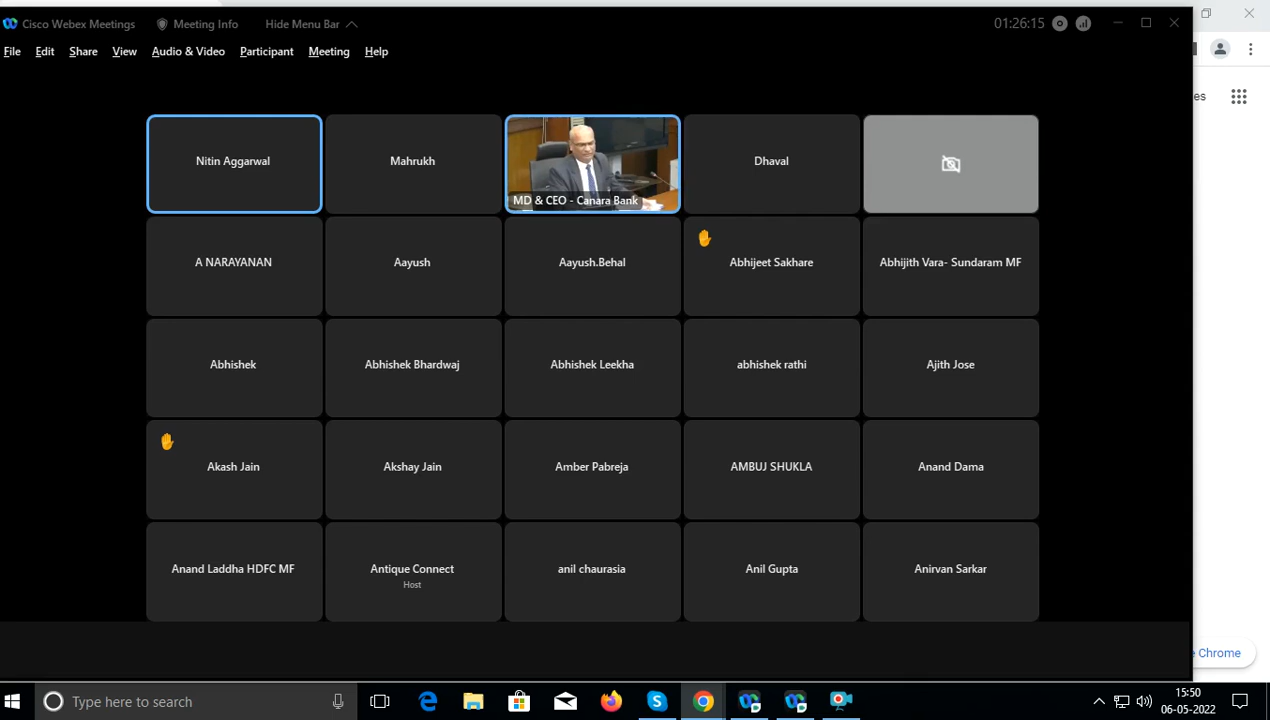 Cisco Webex Meetings
Meeting Info
Hide Menu Bar
01:26:15
File
Edit
Share
View
Audio & Video
Participant
Meeting
Help
es
Nitin Aggarwal
Mahrukh
MD & CEO - Canara Bank
Dhaval
A NARAYANAN
Aayush
Aayush.Behal
Abhijeet Sakhare
Abhijith Vara- Sundaram MF
Abhishek
Abhishek Bhardwaj
Abhishek Leekha
abhishek rathi
Ajith Jose
Akash Jain
Akshay Jain
Amber Pabreja
AMBUJ SHUKLA
Anand Dama
Anand Laddha HDFC MF
Antique Connect
Host
anil chaurasia
Anil Gupta
Anirvan Sarkar
e Chrome
Type here to search
15:50
06-05-2022